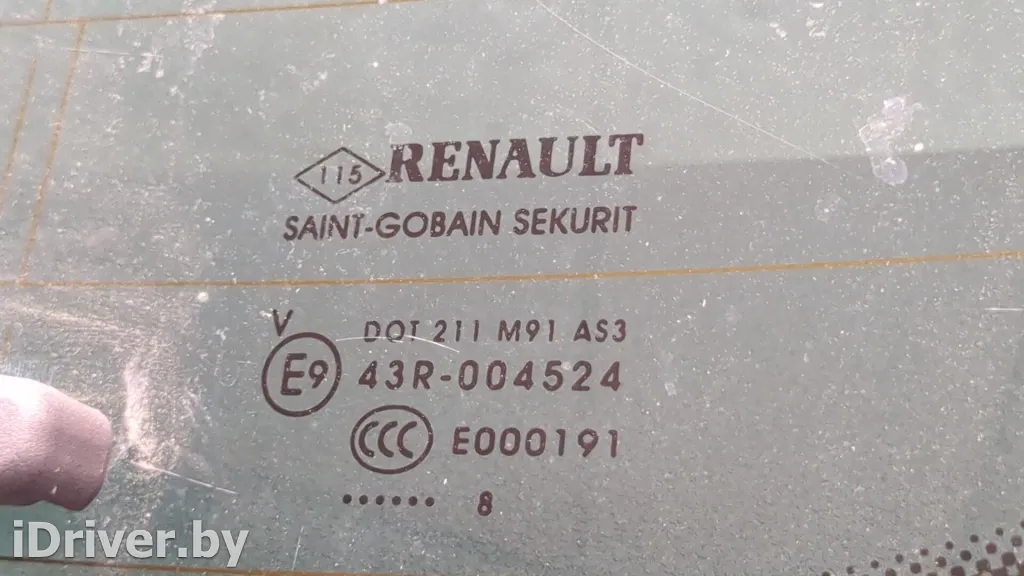 115 RENAULT
SAINT-GOBAIN SEKURIT
V
DOT 211 M91 AS3
E9 43R-004524
CCC E000191
...... 8
iDriver.by